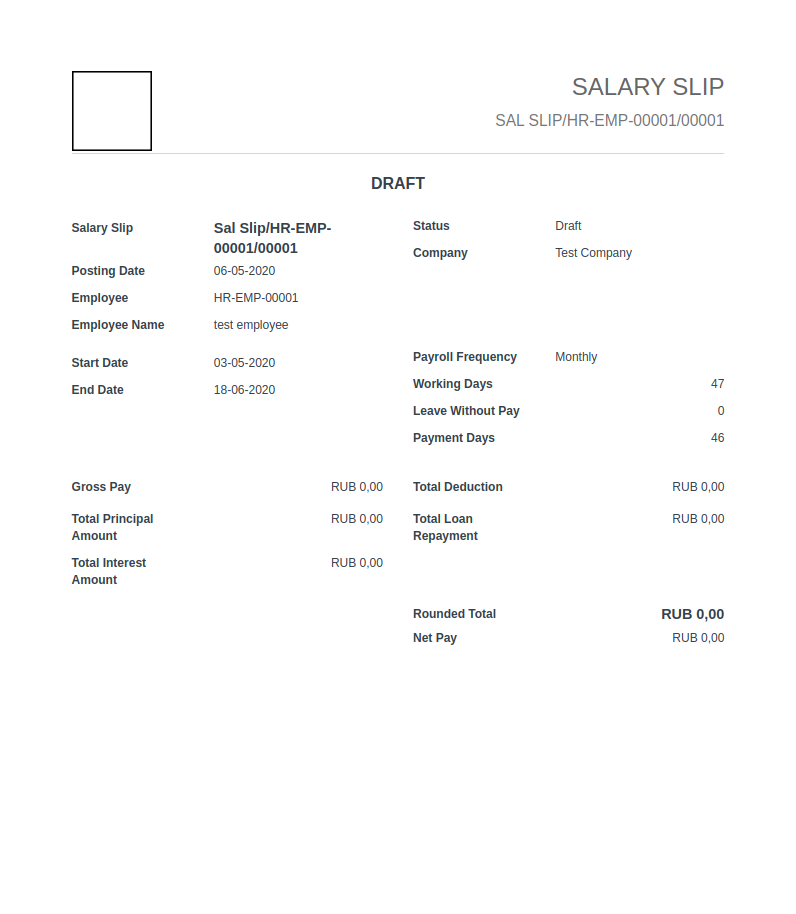 SALARY SLIP
SAL SLIP/HR-EMP-00001/00001
DRAFT
Salary Slip Sal Slip/HR-EMP-
00001/00001
Posting Date 06-05-2020
Employee HR-EMP-00001
Employee Name test employee
Status Draft
Company Test Company
Start Date 03-05-2020
End Date 18-06-2020
Payroll Frequency Monthly
Working Days 47
Leave Without Pay 0
Payment Days 46
Gross Pay RUB 0,00
Total Deduction RUB 0,00
Total Principal RUB 0,00
Amount
Total Interest RUB 0,00
Amount
Total Loan RUB 0,00
Repayment
Rounded Total RUB 0,00
Net Pay RUB 0,00